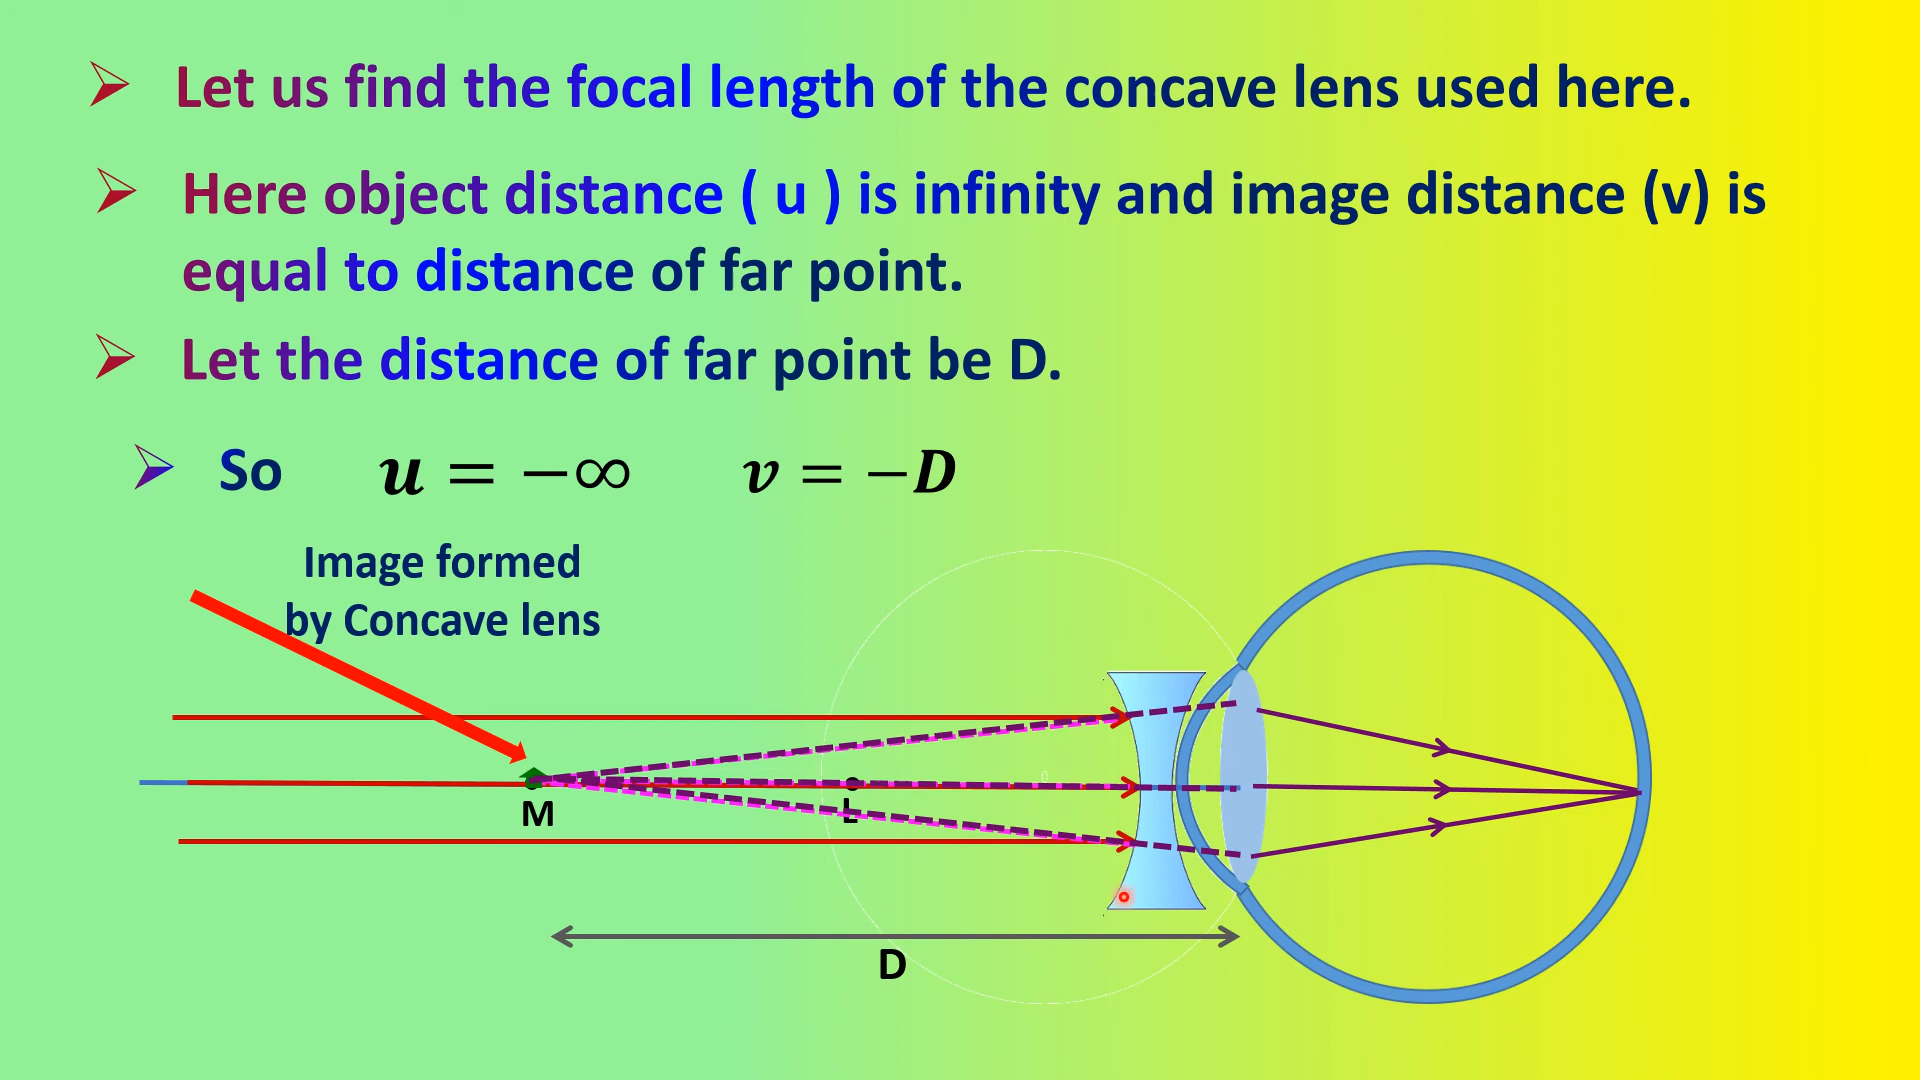 Let us find the focal length of the concave lens used here.
Here object distance ( u ) is infinity and image distance (v) is
equal to distance of far point.
Let the distance of far point be D.
So u = −∞ v = −D
Image formed
by Concave lens
M
L
D